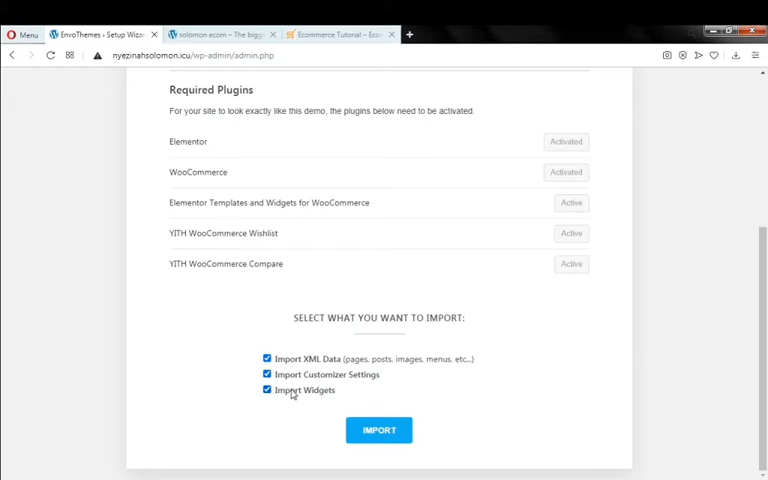 Menu
EnvoThemes › Setup Wizar
solomon ecom – The bigg
Ecommerce Tutorial – Ecom
nyezinahsolomon.icu/wp-admin/admin.php
Required Plugins
For your site to look exactly like this demo, the plugins below need to be activated.
Elementor
Activated
WooCommerce
Activated
Elementor Templates and Widgets for WooCommerce
Active
YITH WooCommerce Wishlist
Active
YITH WooCommerce Compare
Active
SELECT WHAT YOU WANT TO IMPORT:
Import XML Data (pages, posts, images, menus, etc...)
Import Customizer Settings
Import Widgets
IMPORT